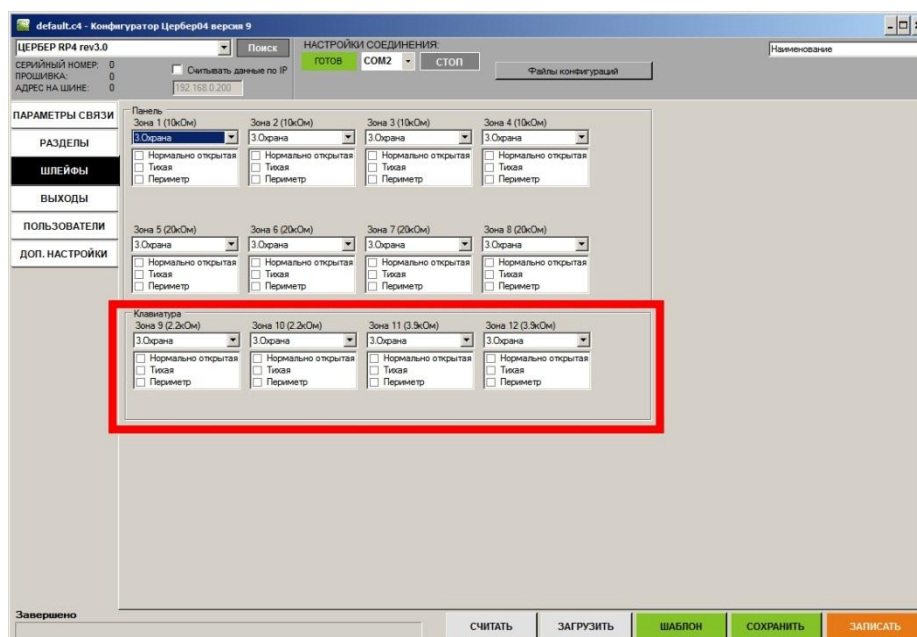 default.c4 - Конфигуратор Цербер04 версия 9
ЦЕРБЕР RP4 rev3.0
Поиск
НАСТРОЙКИ СОЕДИНЕНИЯ:
ГОТОВ COM2 СТОП
Наименование
СЕРИЙНЫЙ НОМЕР: 0
ПРОШИВКА: 0
АДРЕС НА ШИНЕ: 0
Считывать данные по IP
192.168.0.200
Файлы конфигураций
ПАРАМЕТРЫ СВЯЗИ
РАЗДЕЛЫ
ШЛЕЙФЫ
ВЫХОДЫ
ПОЛЬЗОВАТЕЛИ
ДОП. НАСТРОЙКИ
Панель
Зона 1 (10кОм) Зона 2 (10кОм) Зона 3 (10кОм) Зона 4 (10кОм)
3.Охрана 3.Охрана 3.Охрана 3.Охрана
Нормально открытая Нормально открытая Нормально открытая Нормально открытая
Тихая Тихая Тихая Тихая
Периметр Периметр Периметр Периметр
Зона 5 (20кОм) Зона 6 (20кОм) Зона 7 (20кОм) Зона 8 (20кОм)
3.Охрана 3.Охрана 3.Охрана 3.Охрана
Нормально открытая Нормально открытая Нормально открытая Нормально открытая
Тихая Тихая Тихая Тихая
Периметр Периметр Периметр Периметр
Клавиатура
Зона 9 (2.2кОм) Зона 10 (2.2кОм) Зона 11 (3.9кОм) Зона 12 (3.9кОм)
3.Охрана 3.Охрана 3.Охрана 3.Охрана
Нормально открытая Нормально открытая Нормально открытая Нормально открытая
Тихая Тихая Тихая Тихая
Периметр Периметр Периметр Периметр
Завершено
СЧИТАТЬ ЗАГРУЗИТЬ ШАБЛОН СОХРАНИТЬ ЗАПИСАТЬ